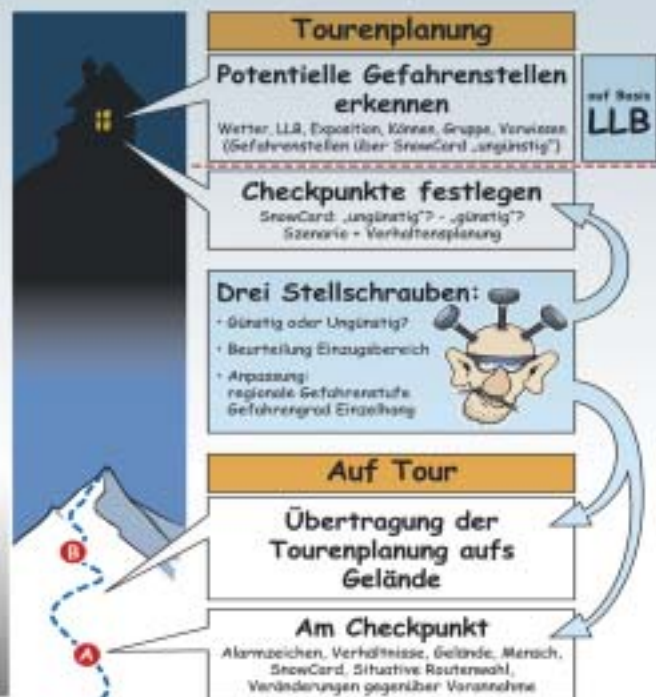 Tourenplanung
Potentielle Gefahrenstellen
erkennen
Wetter, LLB, Exposition, Können, Gruppe, Vorwissen
(Gefahrenstellen über SnowCard „ungünstig“)
auf Basis
LLB
Checkpunkte festlegen
SnowCard: „ungünstig“? - „günstig“?
Szenario + Verhaltensplanung
Drei Stellschrauben:
• Günstig oder Ungünstig?
• Beurteilung Einzugsbereich
• Anpassung:
regionale Gefahrenstufe
Gefahrengrad Einzelhang
Auf Tour
Übertragung der
Tourenplanung aufs
Gelände
B
Am Checkpunkt
Alarmzeichen, Verhältnisse, Gelände, Mensch,
SnowCard, Situative Routenwahl,
Veränderungen gegenüber Vorannahme
A